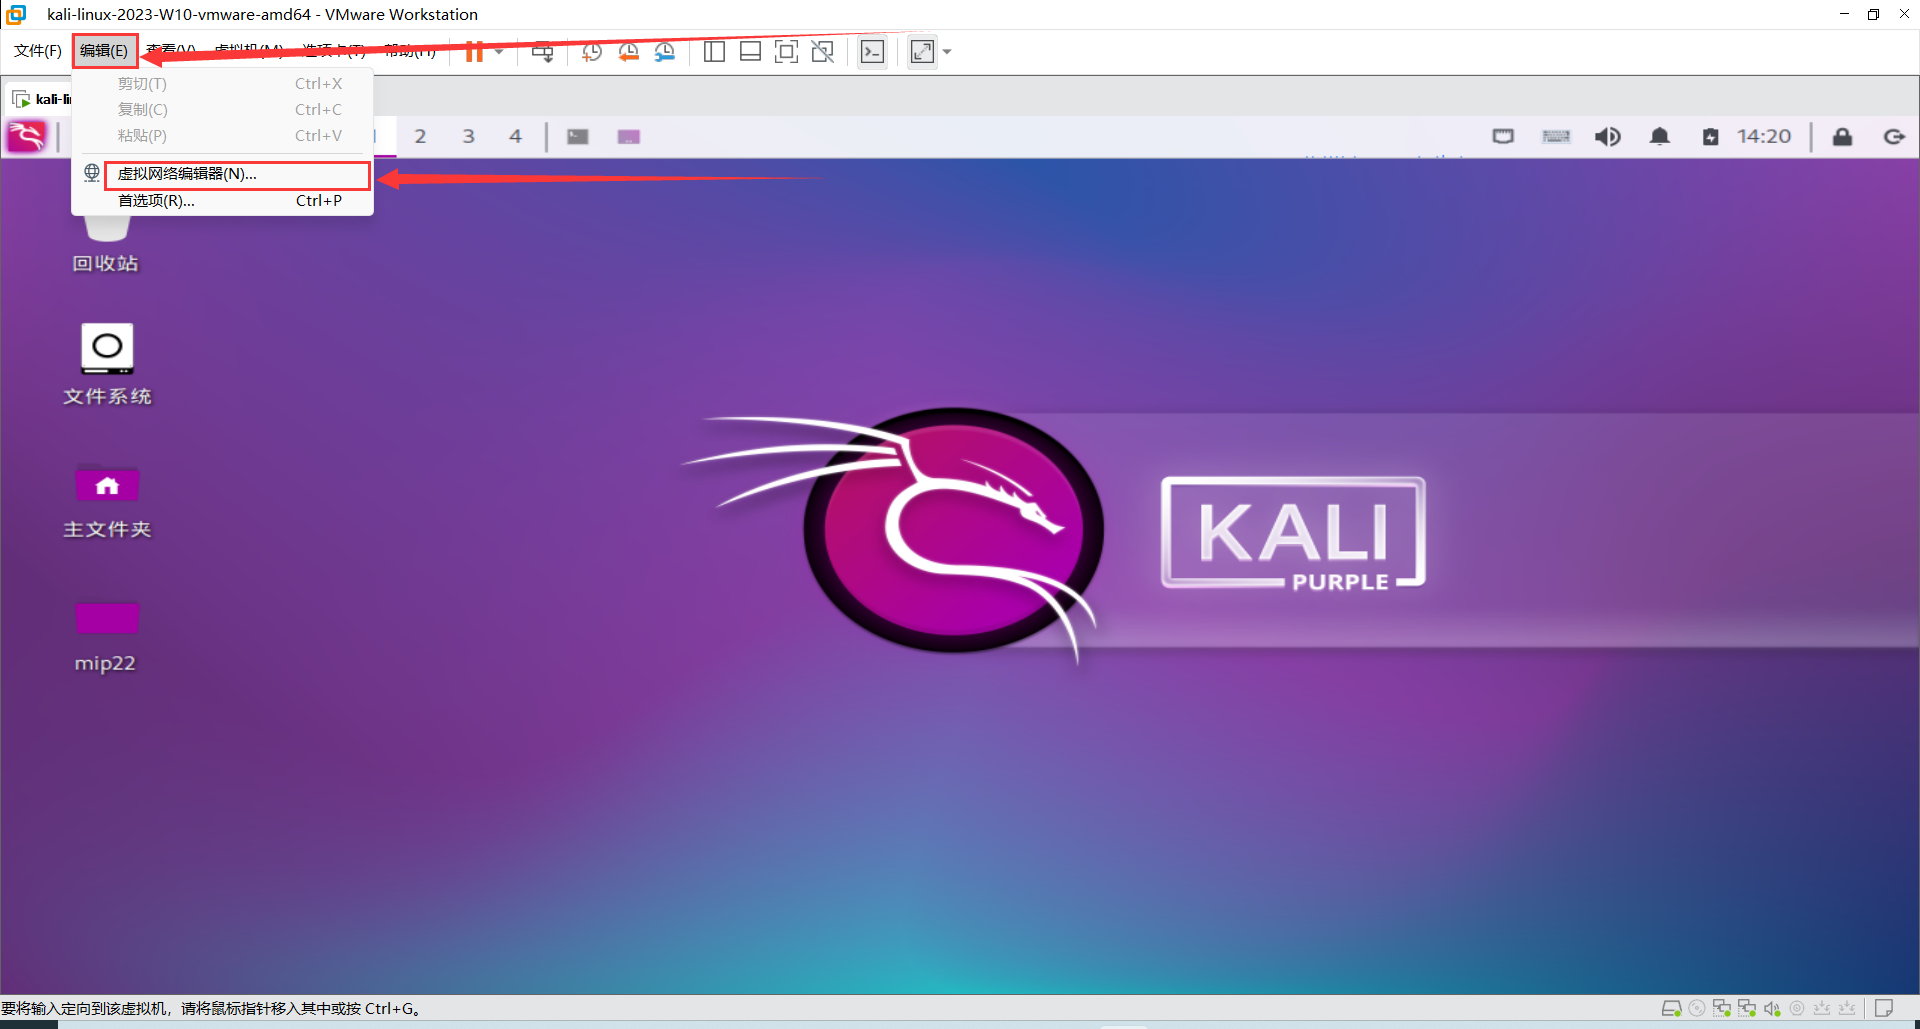 kali-linux-2023-W10-vmware-amd64 - VMware Workstation
文件(F) 编辑(E) 查看(V) 虚拟机(M) 选项卡(T) 帮助(H)
剪切(T) Ctrl+X
kali-li
复制(C) Ctrl+C
粘贴(P) Ctrl+V
2 3 4 14:20
虚拟网络编辑器(N)...
首选项(R)... Ctrl+P
回收站
文件系统
主文件夹
mip22
KALI
PURPLE
要将输入定向到该虚拟机，请将鼠标指针移入其中或按 Ctrl+G。